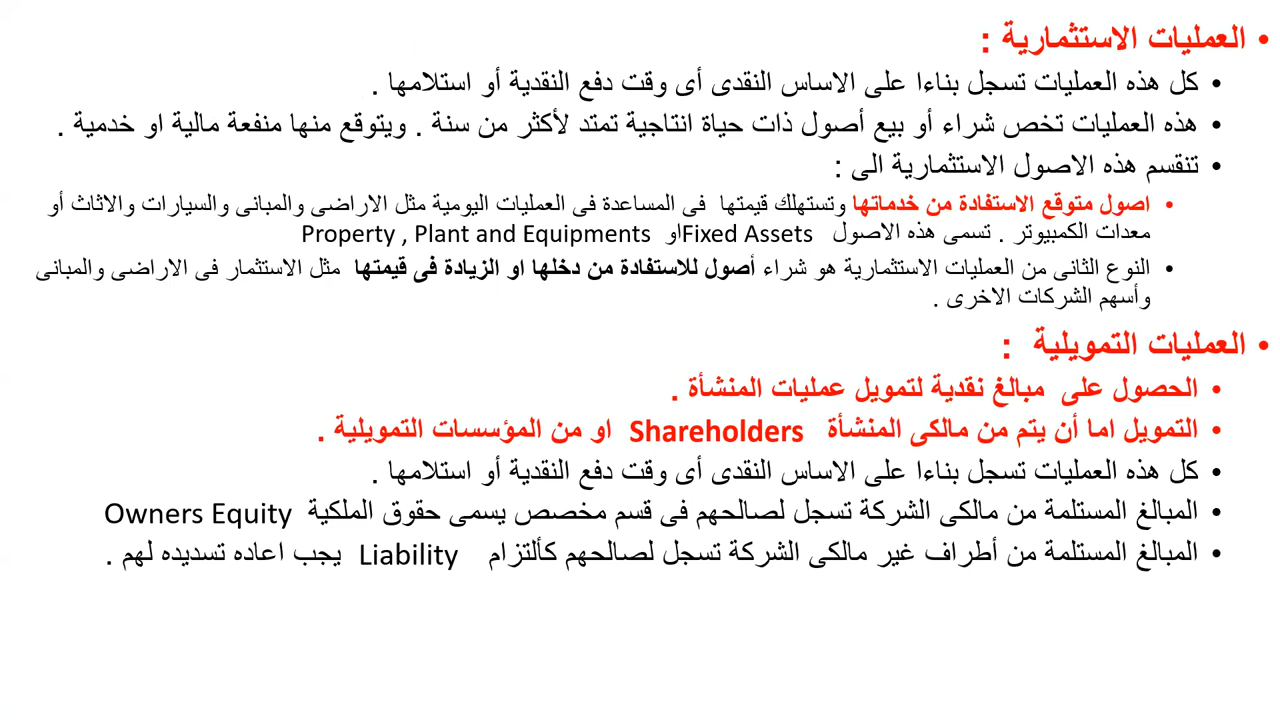 • العمليات الاستثمارية :
• كل هذه العمليات تسجل بناءا على الاساس النقدى أى وقت دفع النقدية أو استلامها .
• هذه العمليات تخص شراء أو بيع أصول ذات حياة انتاجية تمتد لأكثر من سنة . ويتوقع منها منفعة مالية او خدمية .
• تنقسم هذه الاصول الاستثمارية الى :
• اصول متوقع الاستفادة من خدماتها وتستهلك قيمتها فى المساعدة فى العمليات اليومية مثل الاراضى والمبانى والسيارات والاثاث أو
معدات الكمبيوتر . تسمى هذه الاصول Fixed Assets او Property , Plant and Equipments
• النوع الثانى من العمليات الاستثمارية هو شراء أصول للاستفادة من دخلها او الزيادة فى قيمتها مثل الاستثمار فى الاراضى والمبانى
وأسهم الشركات الاخرى .
• العمليات التمويلية :
• الحصول على مبالغ نقدية لتمويل عمليات المنشأة .
• التمويل اما أن يتم من مالكى المنشأة Shareholders او من المؤسسات التمويلية .
• كل هذه العمليات تسجل بناءا على الاساس النقدى أى وقت دفع النقدية أو استلامها .
• المبالغ المستلمة من مالكى الشركة تسجل لصالحهم فى قسم مخصص يسمى حقوق الملكية Owners Equity
• المبالغ المستلمة من أطراف غير مالكى الشركة تسجل لصالحهم كألتزام Liability يجب اعاده تسديده لهم .